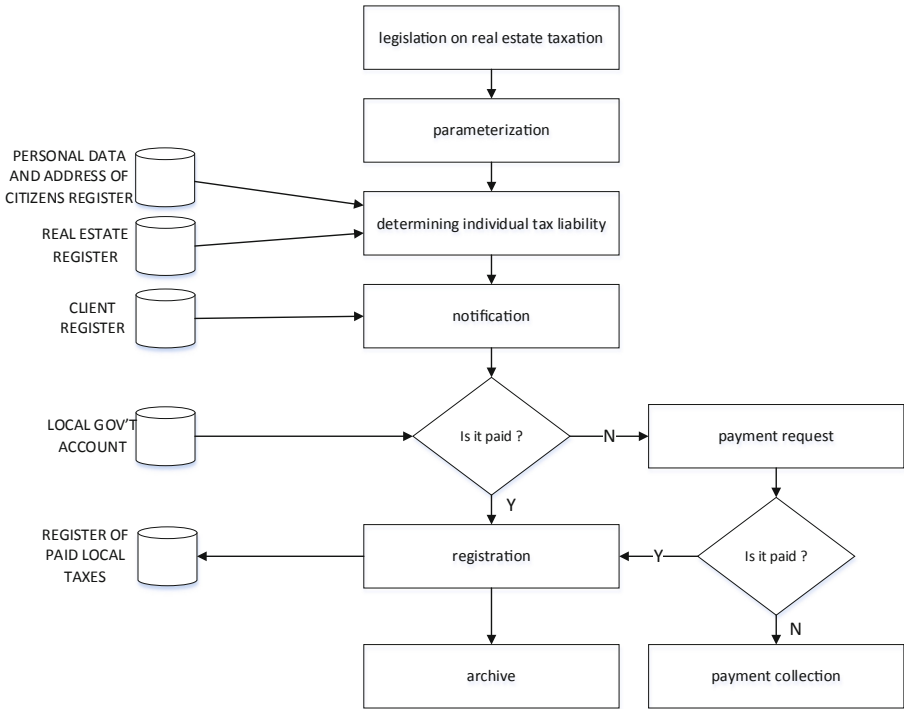 legislation on real estate taxation
parameterization
PERSONAL DATA
AND ADDRESS OF
CITIZENS REGISTER
determining individual tax liability
REAL ESTATE
REGISTER
CLIENT
REGISTER
notification
LOCAL GOV'T
ACCOUNT
Is it paid ?
N
payment request
Y
REGISTER OF
PAID LOCAL
TAXES
registration
Y
Is it paid ?
N
archive
payment collection